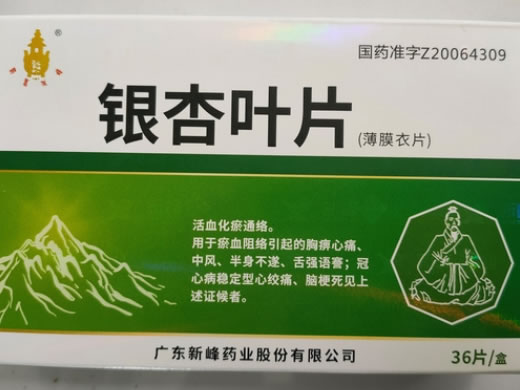 ®
国药准字Z20064309
银杏叶片
(薄膜衣片)
活血化瘀通络。
用于瘀血阻络引起的胸痹心痛、
中风、半身不遂、舌强语謇；冠
心病稳定型心绞痛、脑梗死见上
述证候者。
广东新峰药业股份有限公司
36片/盒